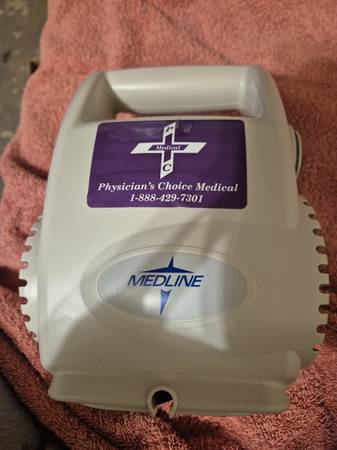 P
Medical
C
Physician's Choice Medical
1-888-429-7301
MEDLINE